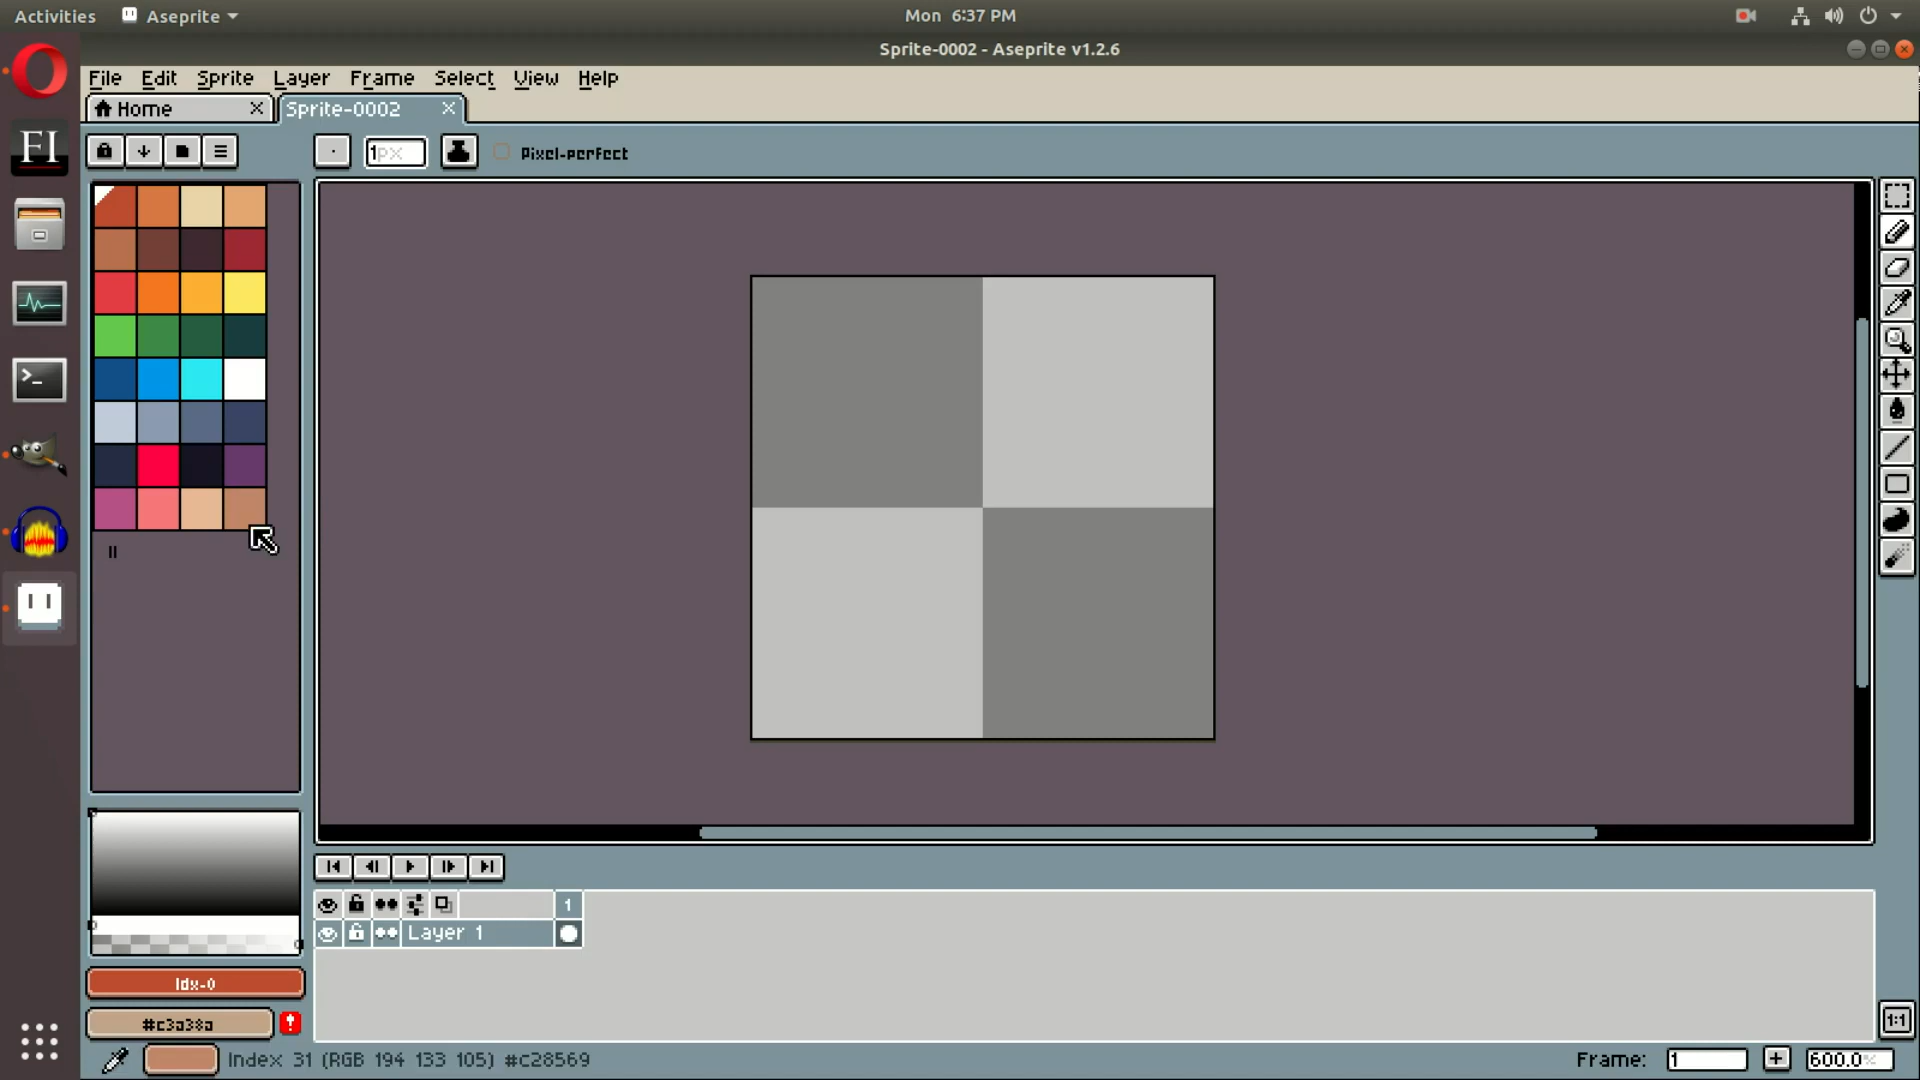 Activities
Aseprite
Mon 6:37 PM
Sprite-0002 - Aseprite v1.2.6
File Edit Sprite Layer Frame Select View Help
Home
Sprite-0002
1px
Pixel-perfect
FI
1
Layer 1
Idx-0
#c3a38a
Index 31 (RGB 194 133 105) #c28569
1:1
Frame: 1
600.0%